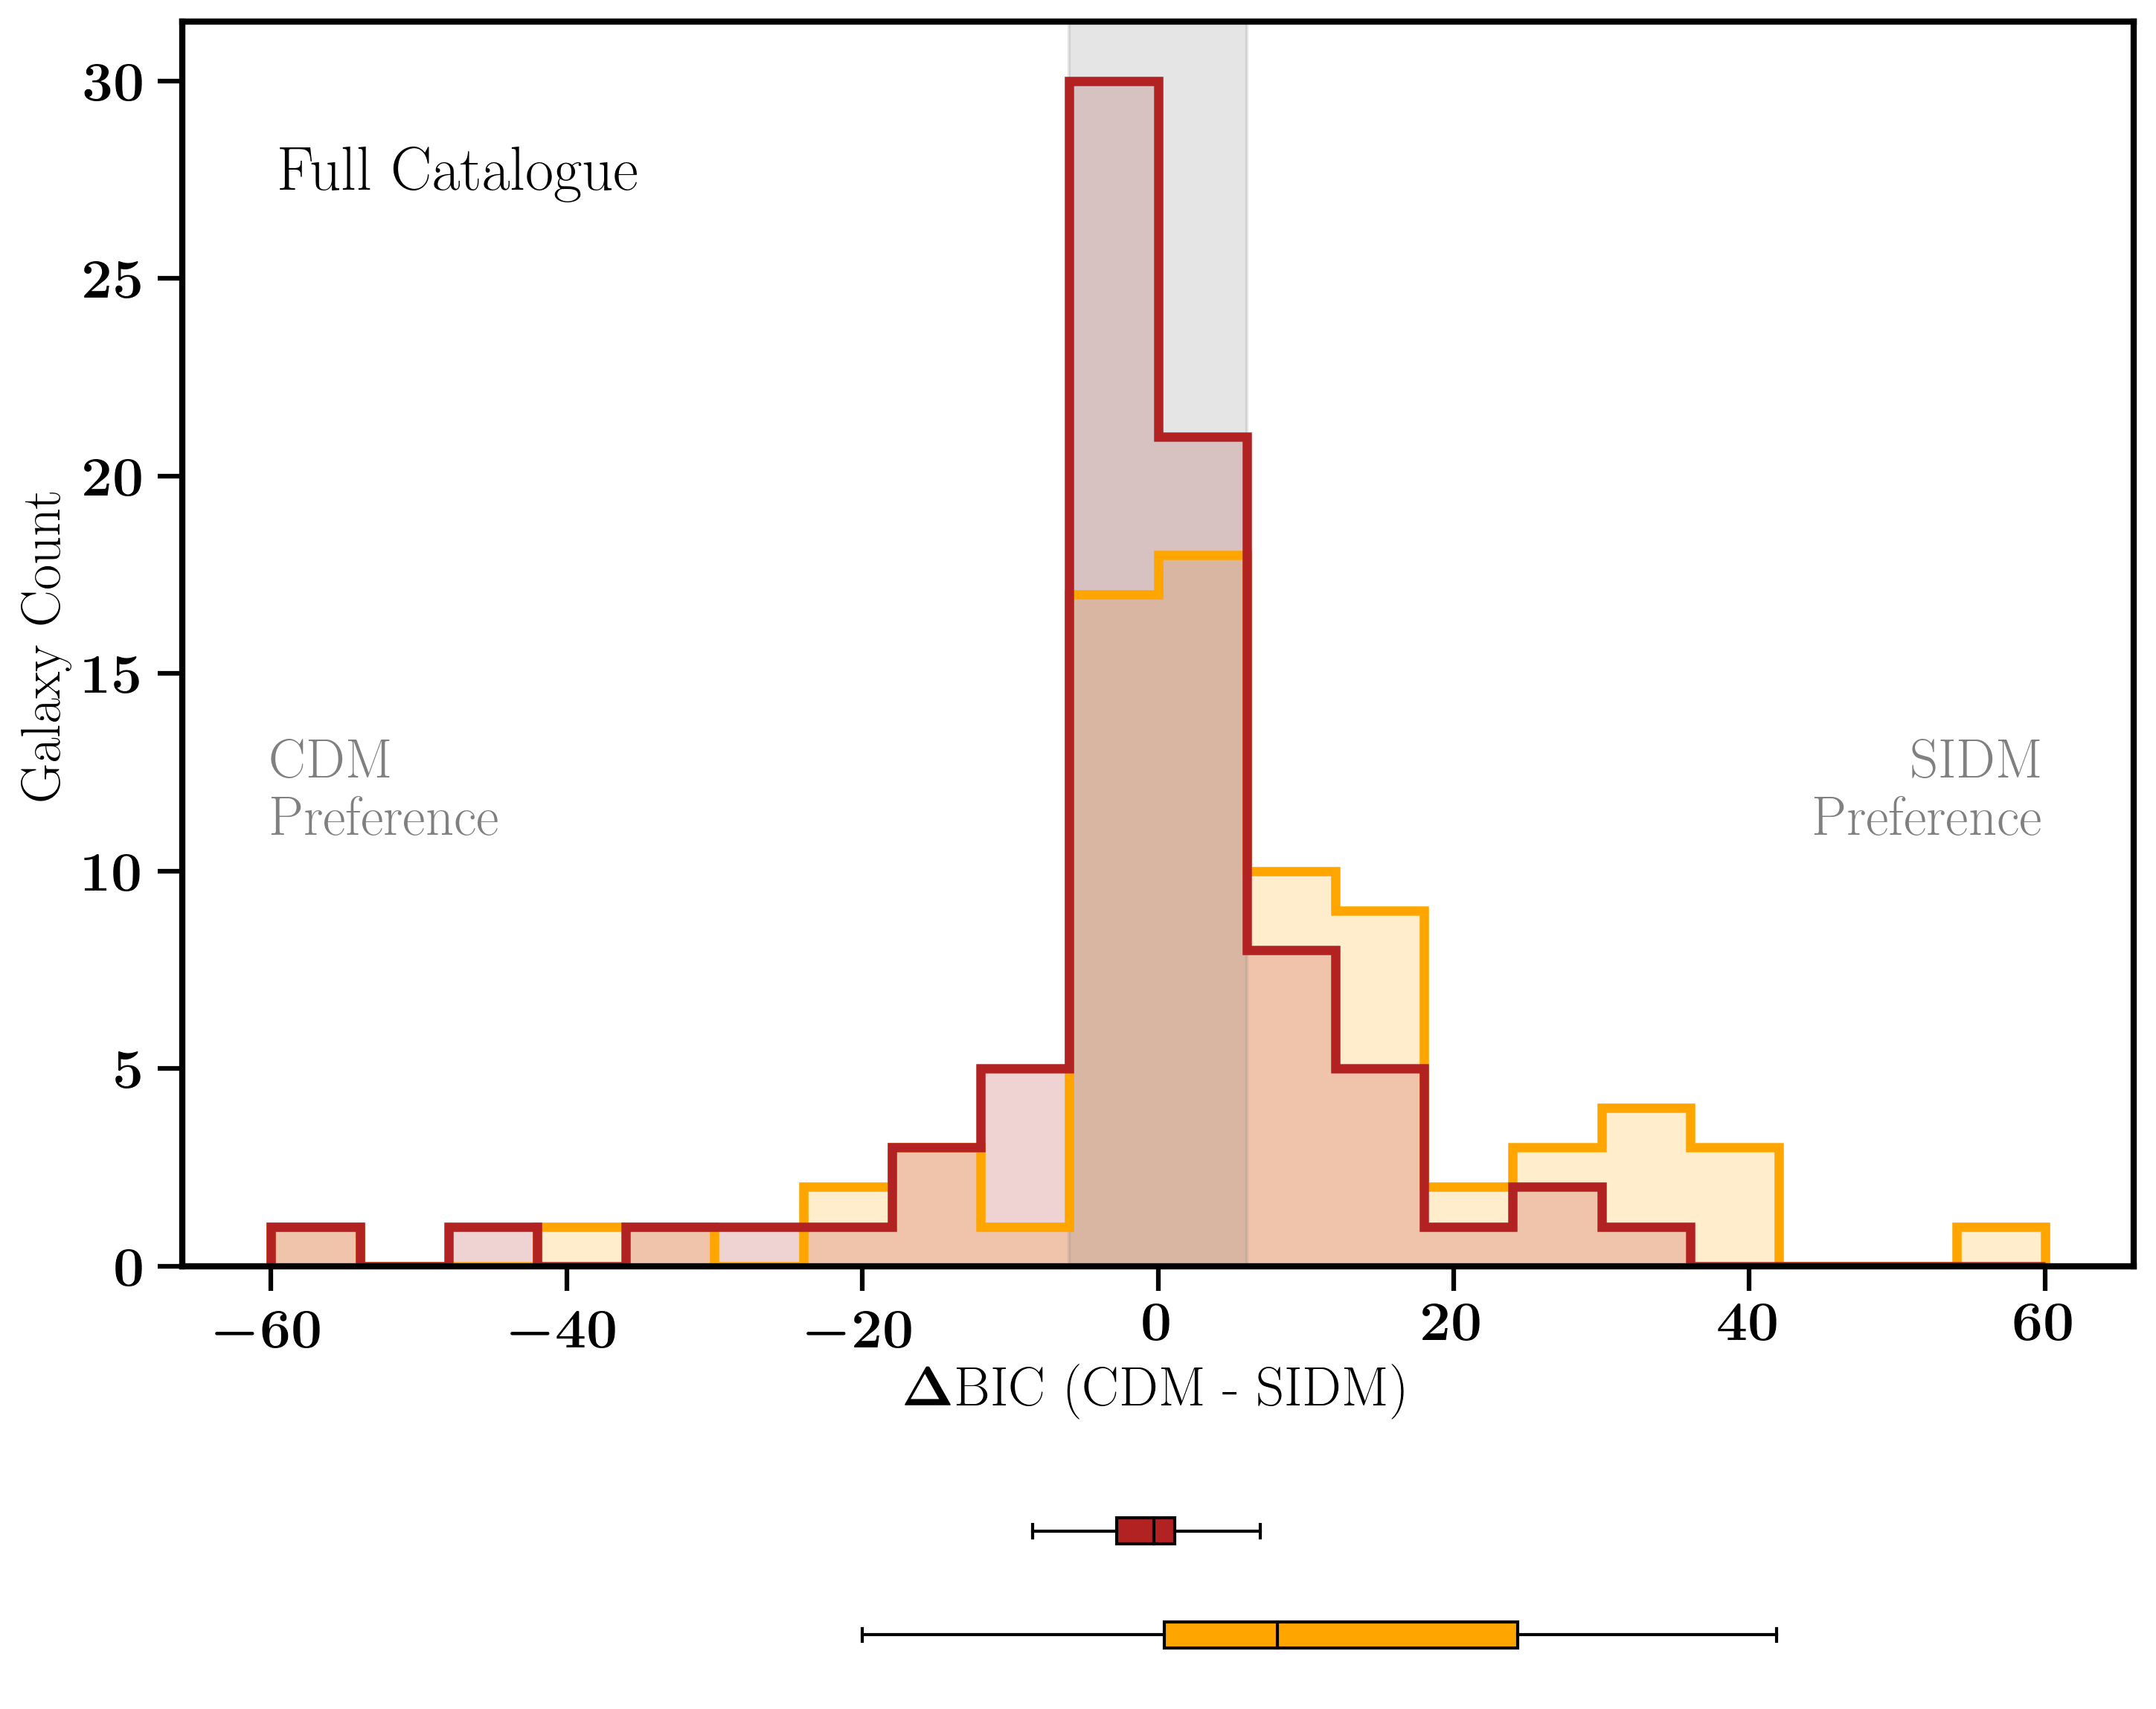 Full Catalogue
Galaxy Count
30
25
20
15
10
5
0
CDM
Preference
SIDM
Preference
−60 −40 −20 0 20 40 60
ΔBIC (CDM - SIDM)